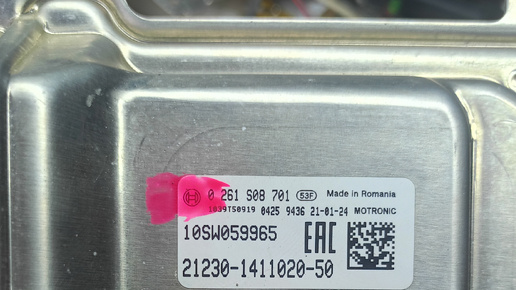 0 261 S08 701 53F Made in Romania
1039T50919 0425 9436 21-01-24 MOTRONIC
10SW059965 EAC
21230-1411020-50